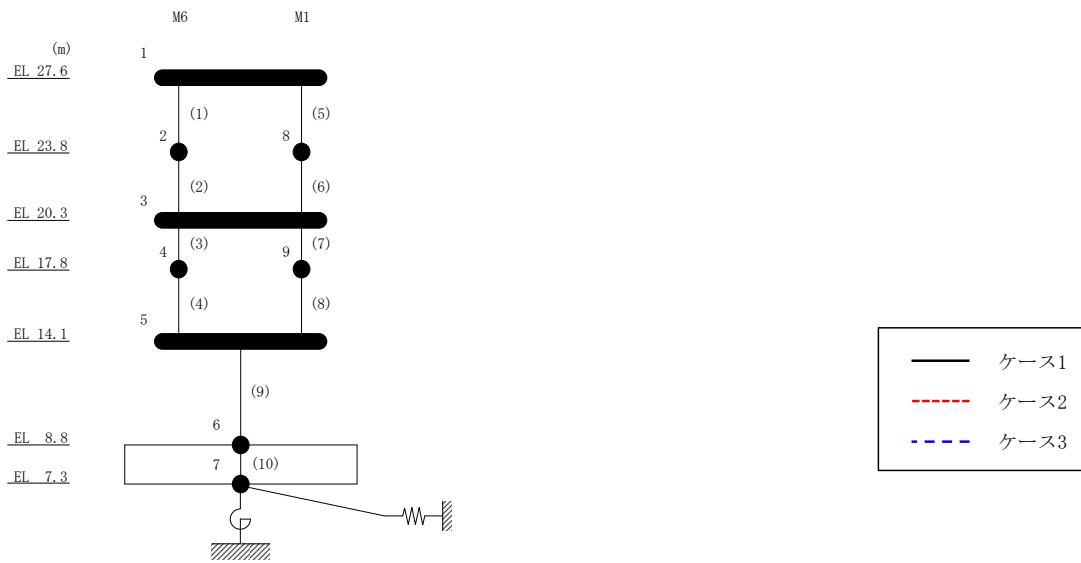 M6 M1
(m)
1
EL 27.6
(1) (5)
2 8
EL 23.8
(2) (6)
3
EL 20.3
(3) (7)
4 9
EL 17.8
(4) (8)
5
EL 14.1
(9)
6
EL 8.8
7 (10)
EL 7.3
ケース1
ケース2
ケース3